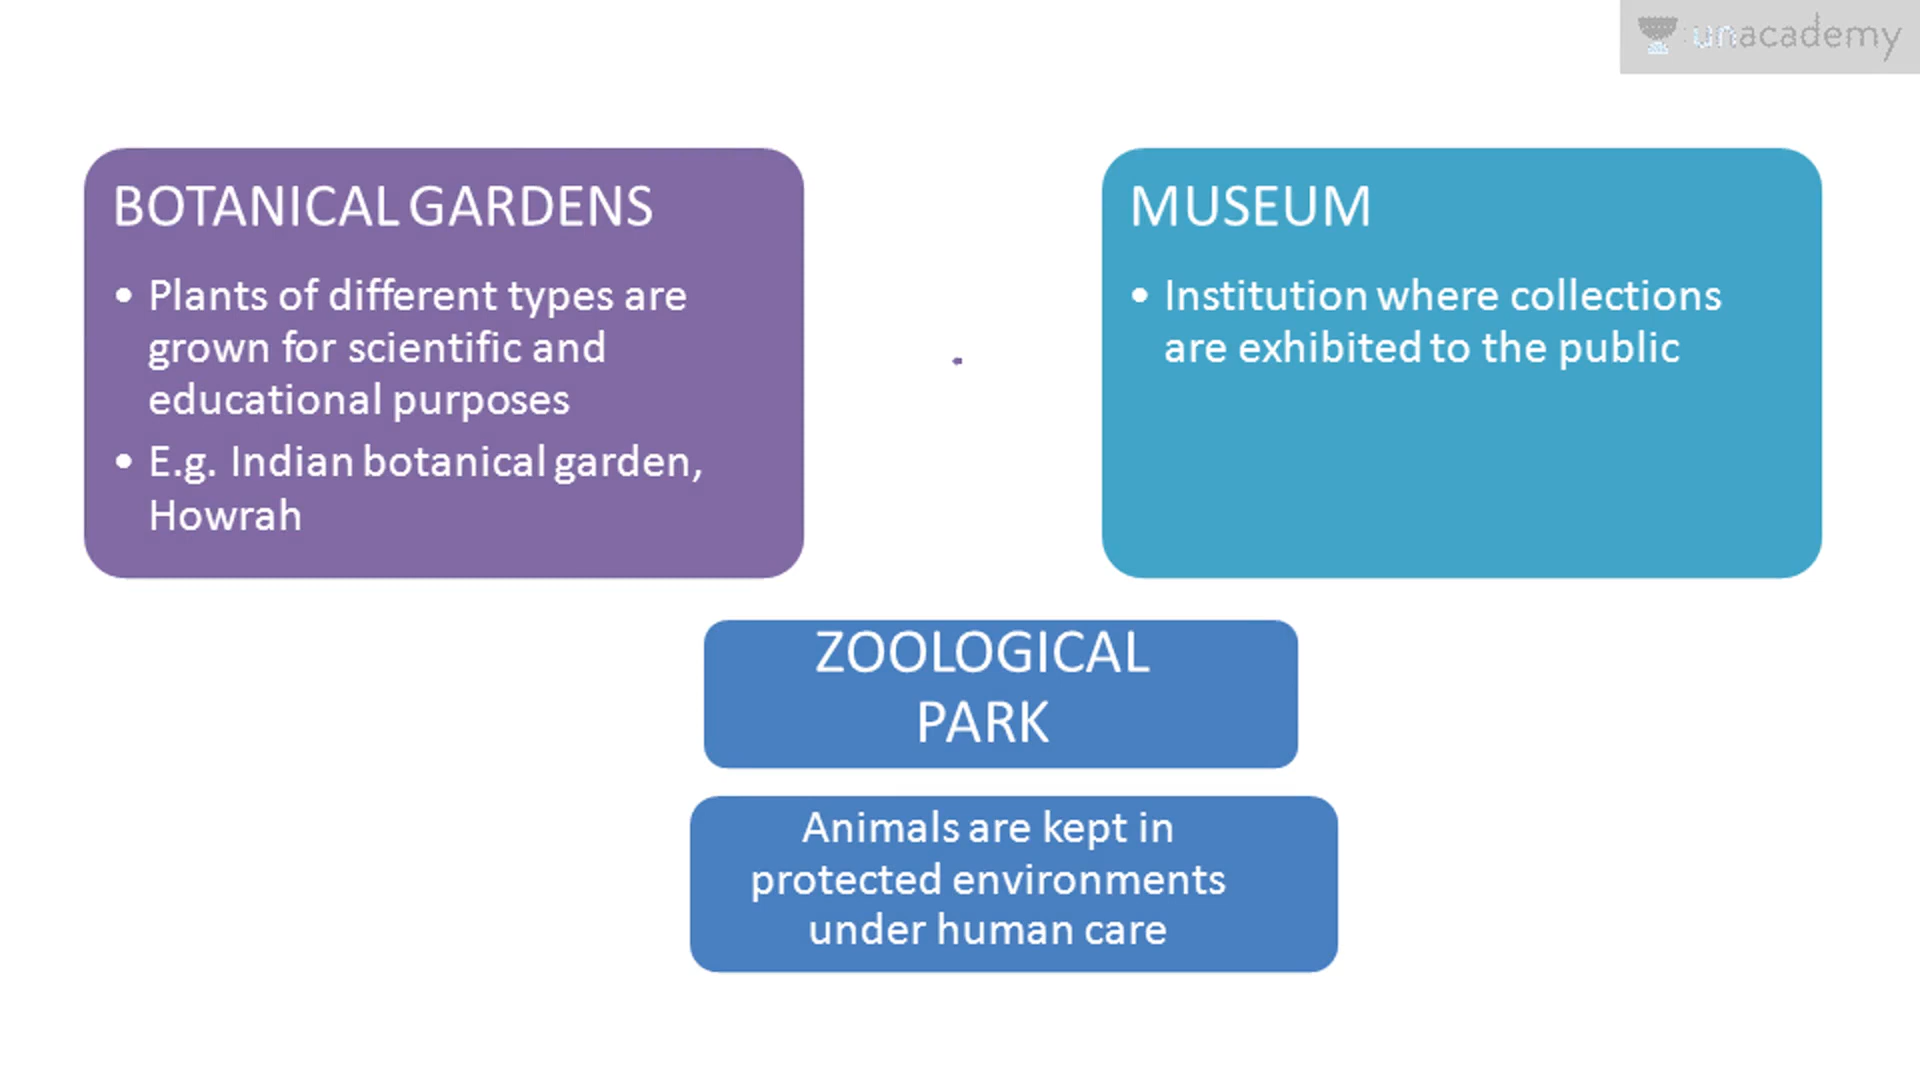 unacademy
BOTANICAL GARDENS
• Plants of different types are
grown for scientific and
educational purposes
• E.g. Indian botanical garden,
Howrah
MUSEUM
• Institution where collections
are exhibited to the public
ZOOLOGICAL
PARK
Animals are kept in
protected environments
under human care